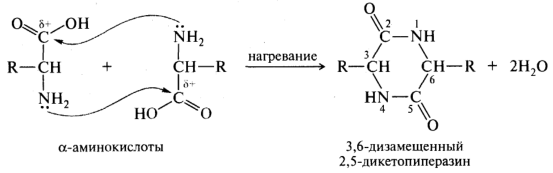 O δ+ OH 2 O 1
C NH₂ C NH
R—CH + CH—R нагревание R—CH 3 6 CH—R + 2H₂O
NH₂ HO C δ+ O HN 4 5 C
O
α-аминокислоты 3,6-дизамещенный
2,5-дикетопиперазин